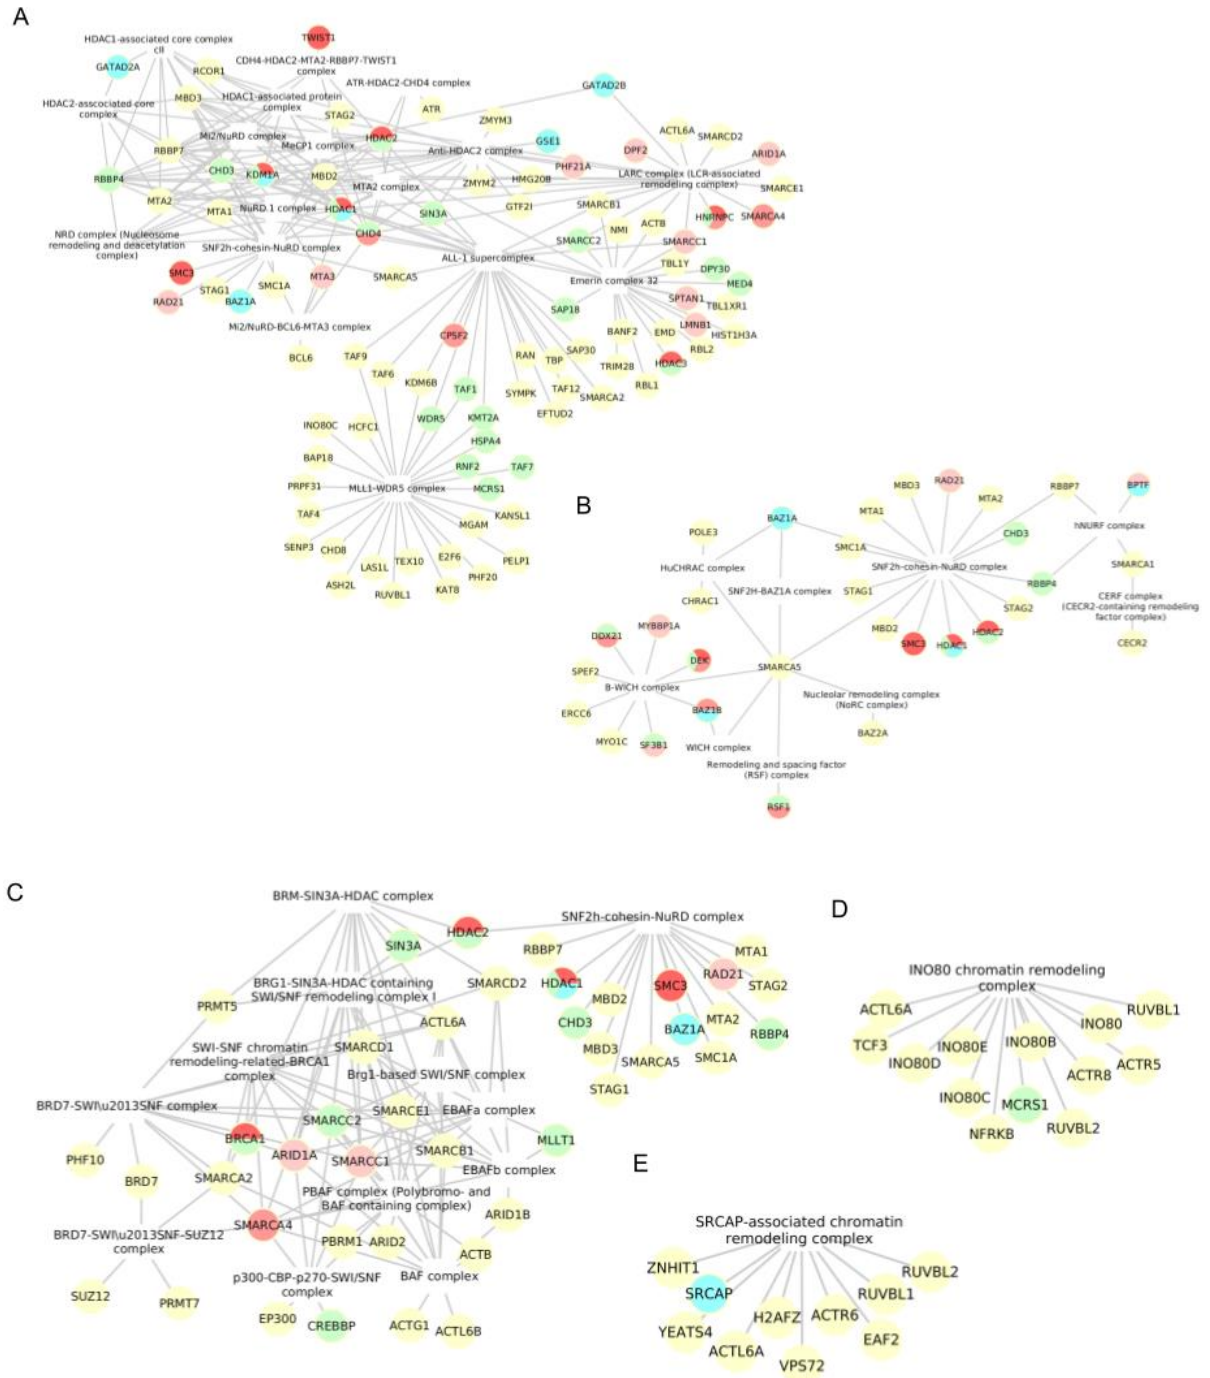 A
HDAC1-associated core complex
cII
TWIST1
GATAD2A
RCOR1
CDH4-HDAC2-MTA2-RBBP7-TWIST1
complex
ATR-HDAC2-CHD4 complex
GATAD2B
HDAC2-asscociated core
complex
MBD3
HDAC1-associated protein
complex
STAG2
ATR
ZMYM3
ACTL6A
SMARCD2
Mi2/NuRD complex
MeCP1 complex
HDAC2
Anti-HDAC2 complex
GSE1
DPF2
ARID1A
RBBP7
PHF21A
RBBP4
CHD3
KDM1A
MBD2
MTA2 complex
ZMYM2
HMG20B
LARC complex (LCR-associated
remodeling complex)
SMARCE1
MTA2
MTA1
NuRD.1 complex
HDAC1
SIN3A
GTF2I
SMARCB1
HNRNPC
SMARCA4
NRD complex (Nucleosome
remodeling and deacetylation
complex)
SNF2h-cohesin-NuRD complex
CHD4
SMARCC2
NMI
ACTB
SMARCC1
ALL-1 supercomplex
TBL1Y
DPY30
SMC3
STAG1
SMC1A
MTA3
SMARCA5
Emerin complex 32
MED4
RAD21
BAZ1A
SAP18
SPTAN1
TBL1XR1
Mi2/NuRD-BCL6-MTA3 complex
CPSF2
BANF2
EMD
LMNB1
HIST1H3A
BCL6
TAF9
RAN
TBP
SAP30
TRIM28
HDAC3
RBL2
TAF6
KDM6B
TAF1
SYMPK
TAF12
SMARCA2
RBL1
EFTUD2
WDR5
KMT2A
INO80C
HCFC1
HSPA4
BAP18
RNF2
TAF7
PRPF31
MLL1-WDR5 complex
MCRS1
TAF4
MGAM
KANSL1
SENP3
CHD8
LAS1L
TEX10
E2F6
PELP1
ASH2L
RUVBL1
KAT8
PHF20
B
MBD3
RAD21
RBBP7
BPTF
BAZ1A
MTA1
MTA2
POLE3
CHD3
hNURF complex
SMC1A
HuCHRAC complex
SNF2h-cohesin-NuRD complex
SMARCA1
SNF2H-BAZ1A complex
STAG1
RBBP4
CHRAC1
STAG2
CERF complex
(CECR2-containing remodeling
factor complex)
DDX21
MYBBP1A
MBD2
SMC3
HDAC1
HDAC2
CECR2
DEK
SPEF2
B-WICH complex
SMARCA5
Nucleolar remodeling complex
(NoRC complex)
ERCC6
BAZ1B
BAZ2A
MYO1C
SF3B1
WICH complex
Remodeling and spacing factor
(RSF) complex
RSF1
C
BRM-SIN3A-HDAC complex
SNF2h-cohesin-NuRD complex
SIN3A
HDAC2
RBBP7
MTA1
BRG1-SIN3A-HDAC containing
SWI/SNF remodeling complex I
SMARCD2
HDAC1
SMC3
RAD21
STAG2
PRMT5
MBD2
ACTL6A
CHD3
BAZ1A
MTA2
RBBP4
SWI-SNF chromatin
remodeling-related-BRCA1
complex
SMARCD1
MBD3
SMARCA5
SMC1A
Brg1-based SWI/SNF complex
STAG1
BRD7-SWI\u2013SNF complex
SMARCC2
SMARCE1
EBAFa complex
BRCA1
ARID1A
SMARCC1
SMARCB1
MLLT1
PHF10
EBAFb complex
BRD7
SMARCA2
PBAF complex (Polybromo- and
BAF containing complex)
ARID1B
SMARCA4
BRD7-SWI\u2013SNF-SUZ12
complex
PBRM1
ARID2
ACTB
p300-CBP-p270-SWI/SNF
complex
BAF complex
SUZ12
PRMT7
EP300
CREBBP
ACTG1
ACTL6B
D
INO80 chromatin remodeling
complex
ACTL6A
RUVBL1
TCF3
INO80E
INO80B
INO80
INO80D
ACTR5
ACTR8
INO80C
MCRS1
NFRKB
RUVBL2
E
SRCAP-associated chromatin
remodeling complex
ZNHIT1
RUVBL2
SRCAP
RUVBL1
H2AFZ
ACTR6
YEATS4
ACTL6A
EAF2
VPS72